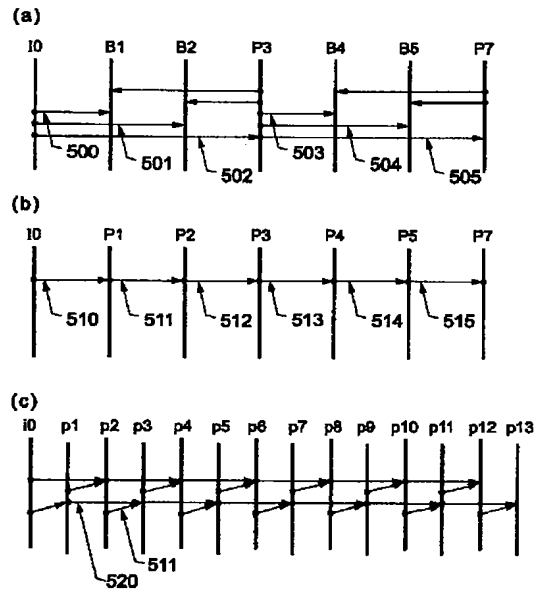 (a)
I0 B1 B2 P3 B4 B5 P7
500 501 502 503 504 505
(b)
I0 P1 P2 P3 P4 P5 P7
510 511 512 513 514 515
(c)
i0 p1 p2 p3 p4 p5 p6 p7 p8 p9 p10 p11 p12 p13
520 511